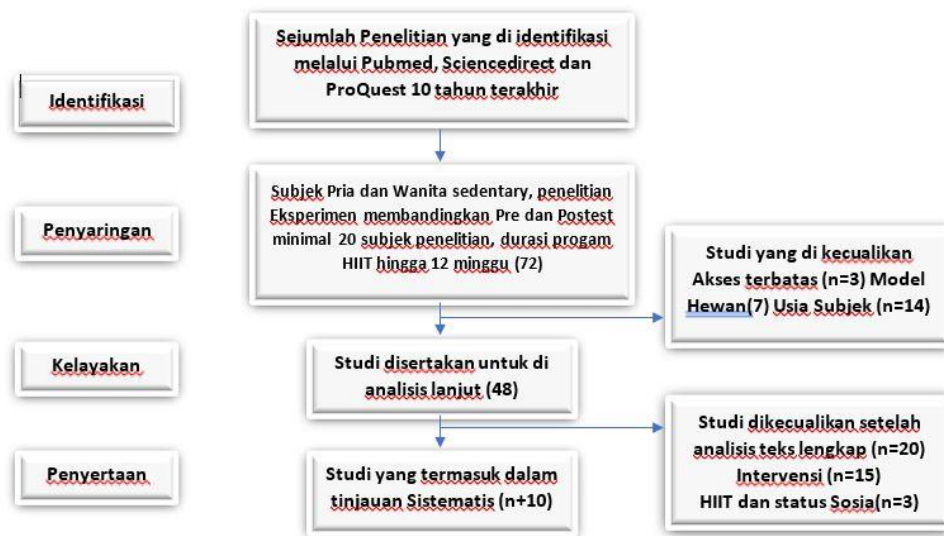 Identifikasi
Sejumlah Penelitian yang di identifikasi
melalui Pubmed, Sciencedirect dan
ProQuest 10 tahun terakhir
Penyaringan
Subjek Pria dan Wanita sedentary, penelitian
Eksperimen membandingkan Pre dan Postest
minimal 20 subjek penelitian, durasi progam
HIIT hingga 12 minggu (72)
Studi yang di kecualikan
Akses terbatas (n=3) Model
Hewan(7) Usia Subjek (n=14)
Kelayakan
Studi disertakan untuk di
analisis lanjut (48)
Studi dikecualikan setelah
analisis teks lengkap (n=20)
Intervensi (n=15)
HIIT dan status Sosia(n=3)
Penyertaan
Studi yang termasuk dalam
tinjauan Sistematis (n+10)